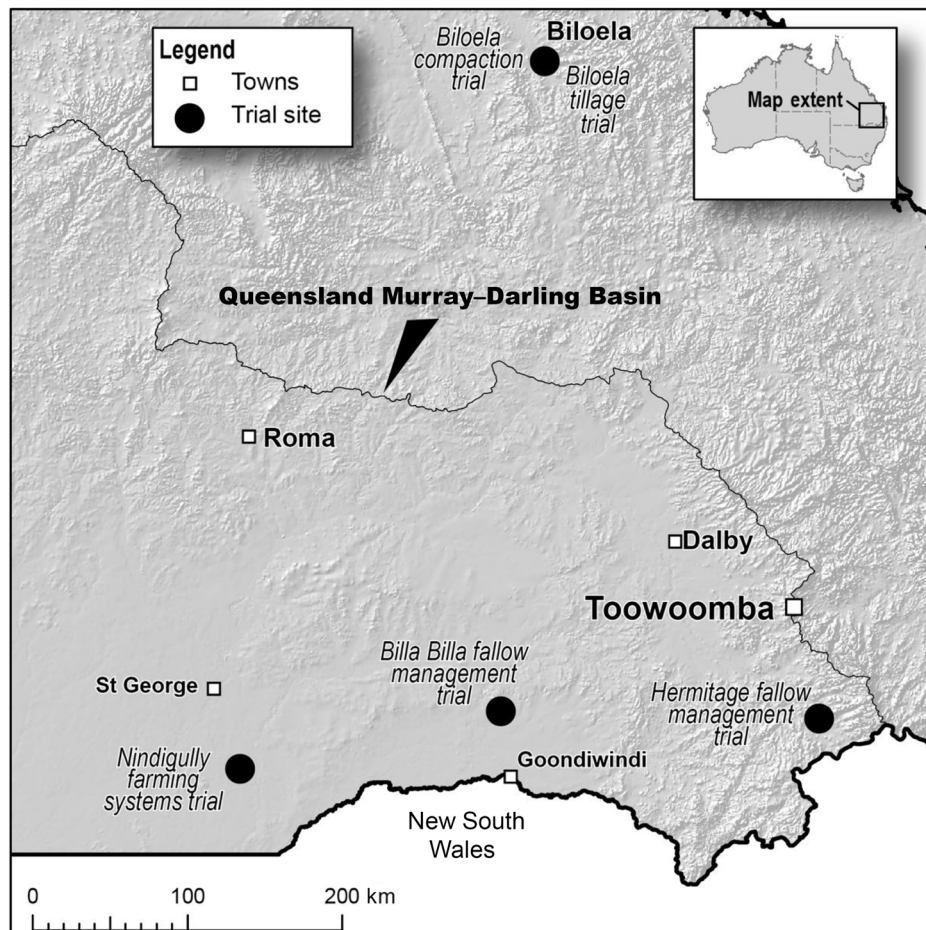 Legend
Towns
Trial site
Biloela
compaction
trial
Biloela
Biloela
tillage
trial
Map extent
Queensland Murray–Darling Basin
Roma
Dalby
Toowoomba
Billa Billa fallow
management
trial
St George
Hermitage fallow
management
trial
Nindigully
farming
systems trial
Goondiwindi
New South
Wales
0 100 200 km